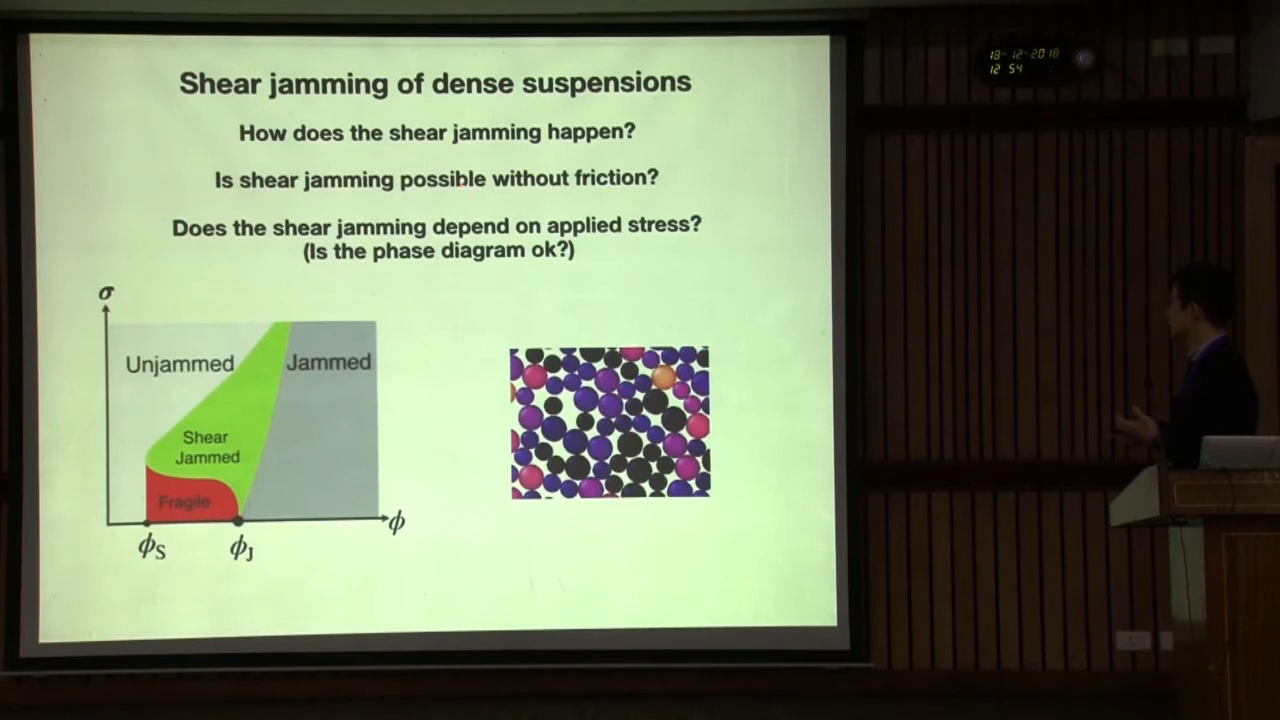 Shear jamming of dense suspensions
How does the shear jamming happen?
Is shear jamming possible without friction?
Does the shear jamming depend on applied stress?
(Is the phase diagram ok?)
σ
Unjammed
Jammed
Shear
Jammed
Fragile
ϕ
ϕS
ϕJ
18-12-2018
12 54